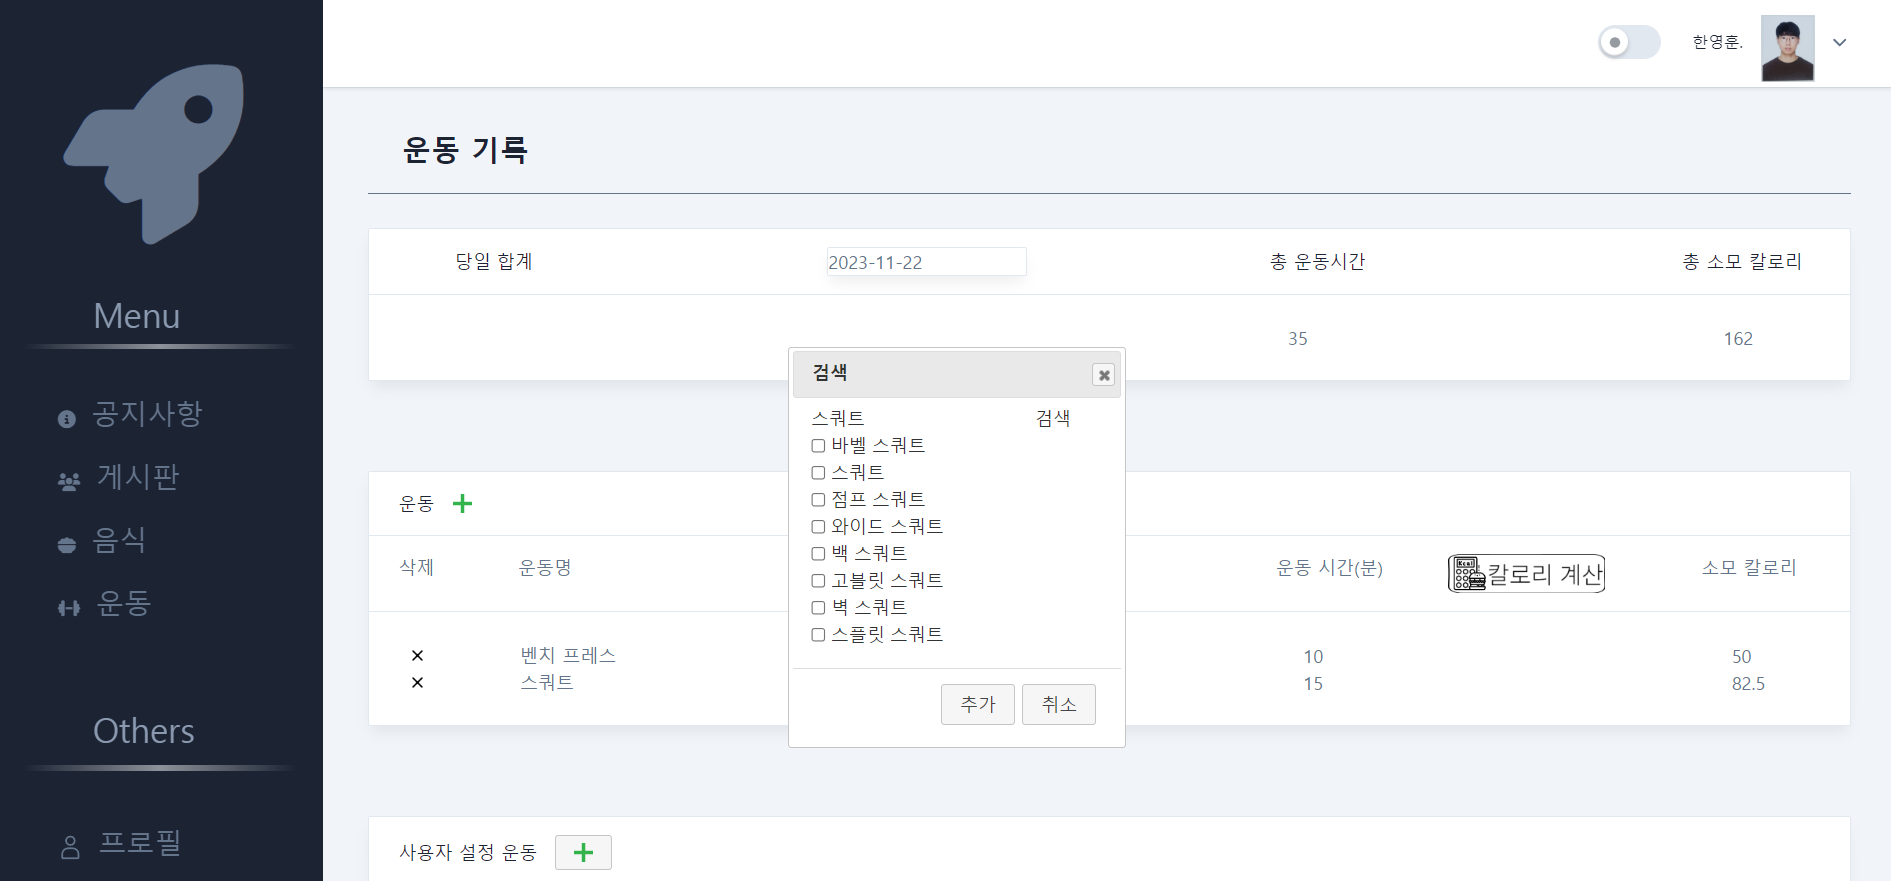 한영훈.
운동 기록
당일 합계 2023-11-22 총 운동시간 총 소모 칼로리
35 162
Menu
공지사항
게시판
음식
운동
Others
프로필
검색
스쿼트 검색
바벨 스쿼트
스쿼트
점프 스쿼트
와이드 스쿼트
백 스쿼트
고블릿 스쿼트
벽 스쿼트
스플릿 스쿼트
추가 취소
운동
삭제 운동명 운동 시간(분) Kcal 칼로리 계산 소모 칼로리
벤치 프레스 10 50
스쿼트 15 82.5
사용자 설정 운동